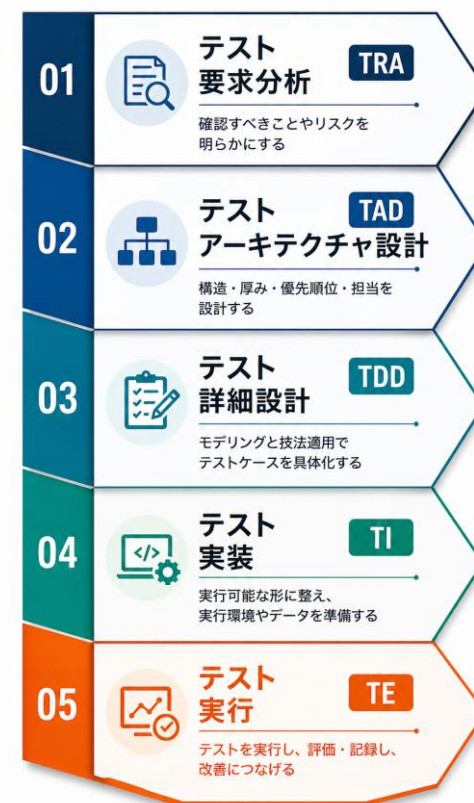 01
テスト
要求分析
TRA
確認すべきことやリスクを
明らかにする
02
テスト
アーキテクチャ設計
TAD
構造・厚み・優先順位・担当を
設計する
03
テスト
詳細設計
TDD
モデリングと技法適用で
テストケースを具体化する
04
テスト
実装
TI
</>
実行可能な形に整え、
実行環境やデータを準備する
05
テスト
実行
TE
テストを実行し、評価・記録し、
改善につなげる